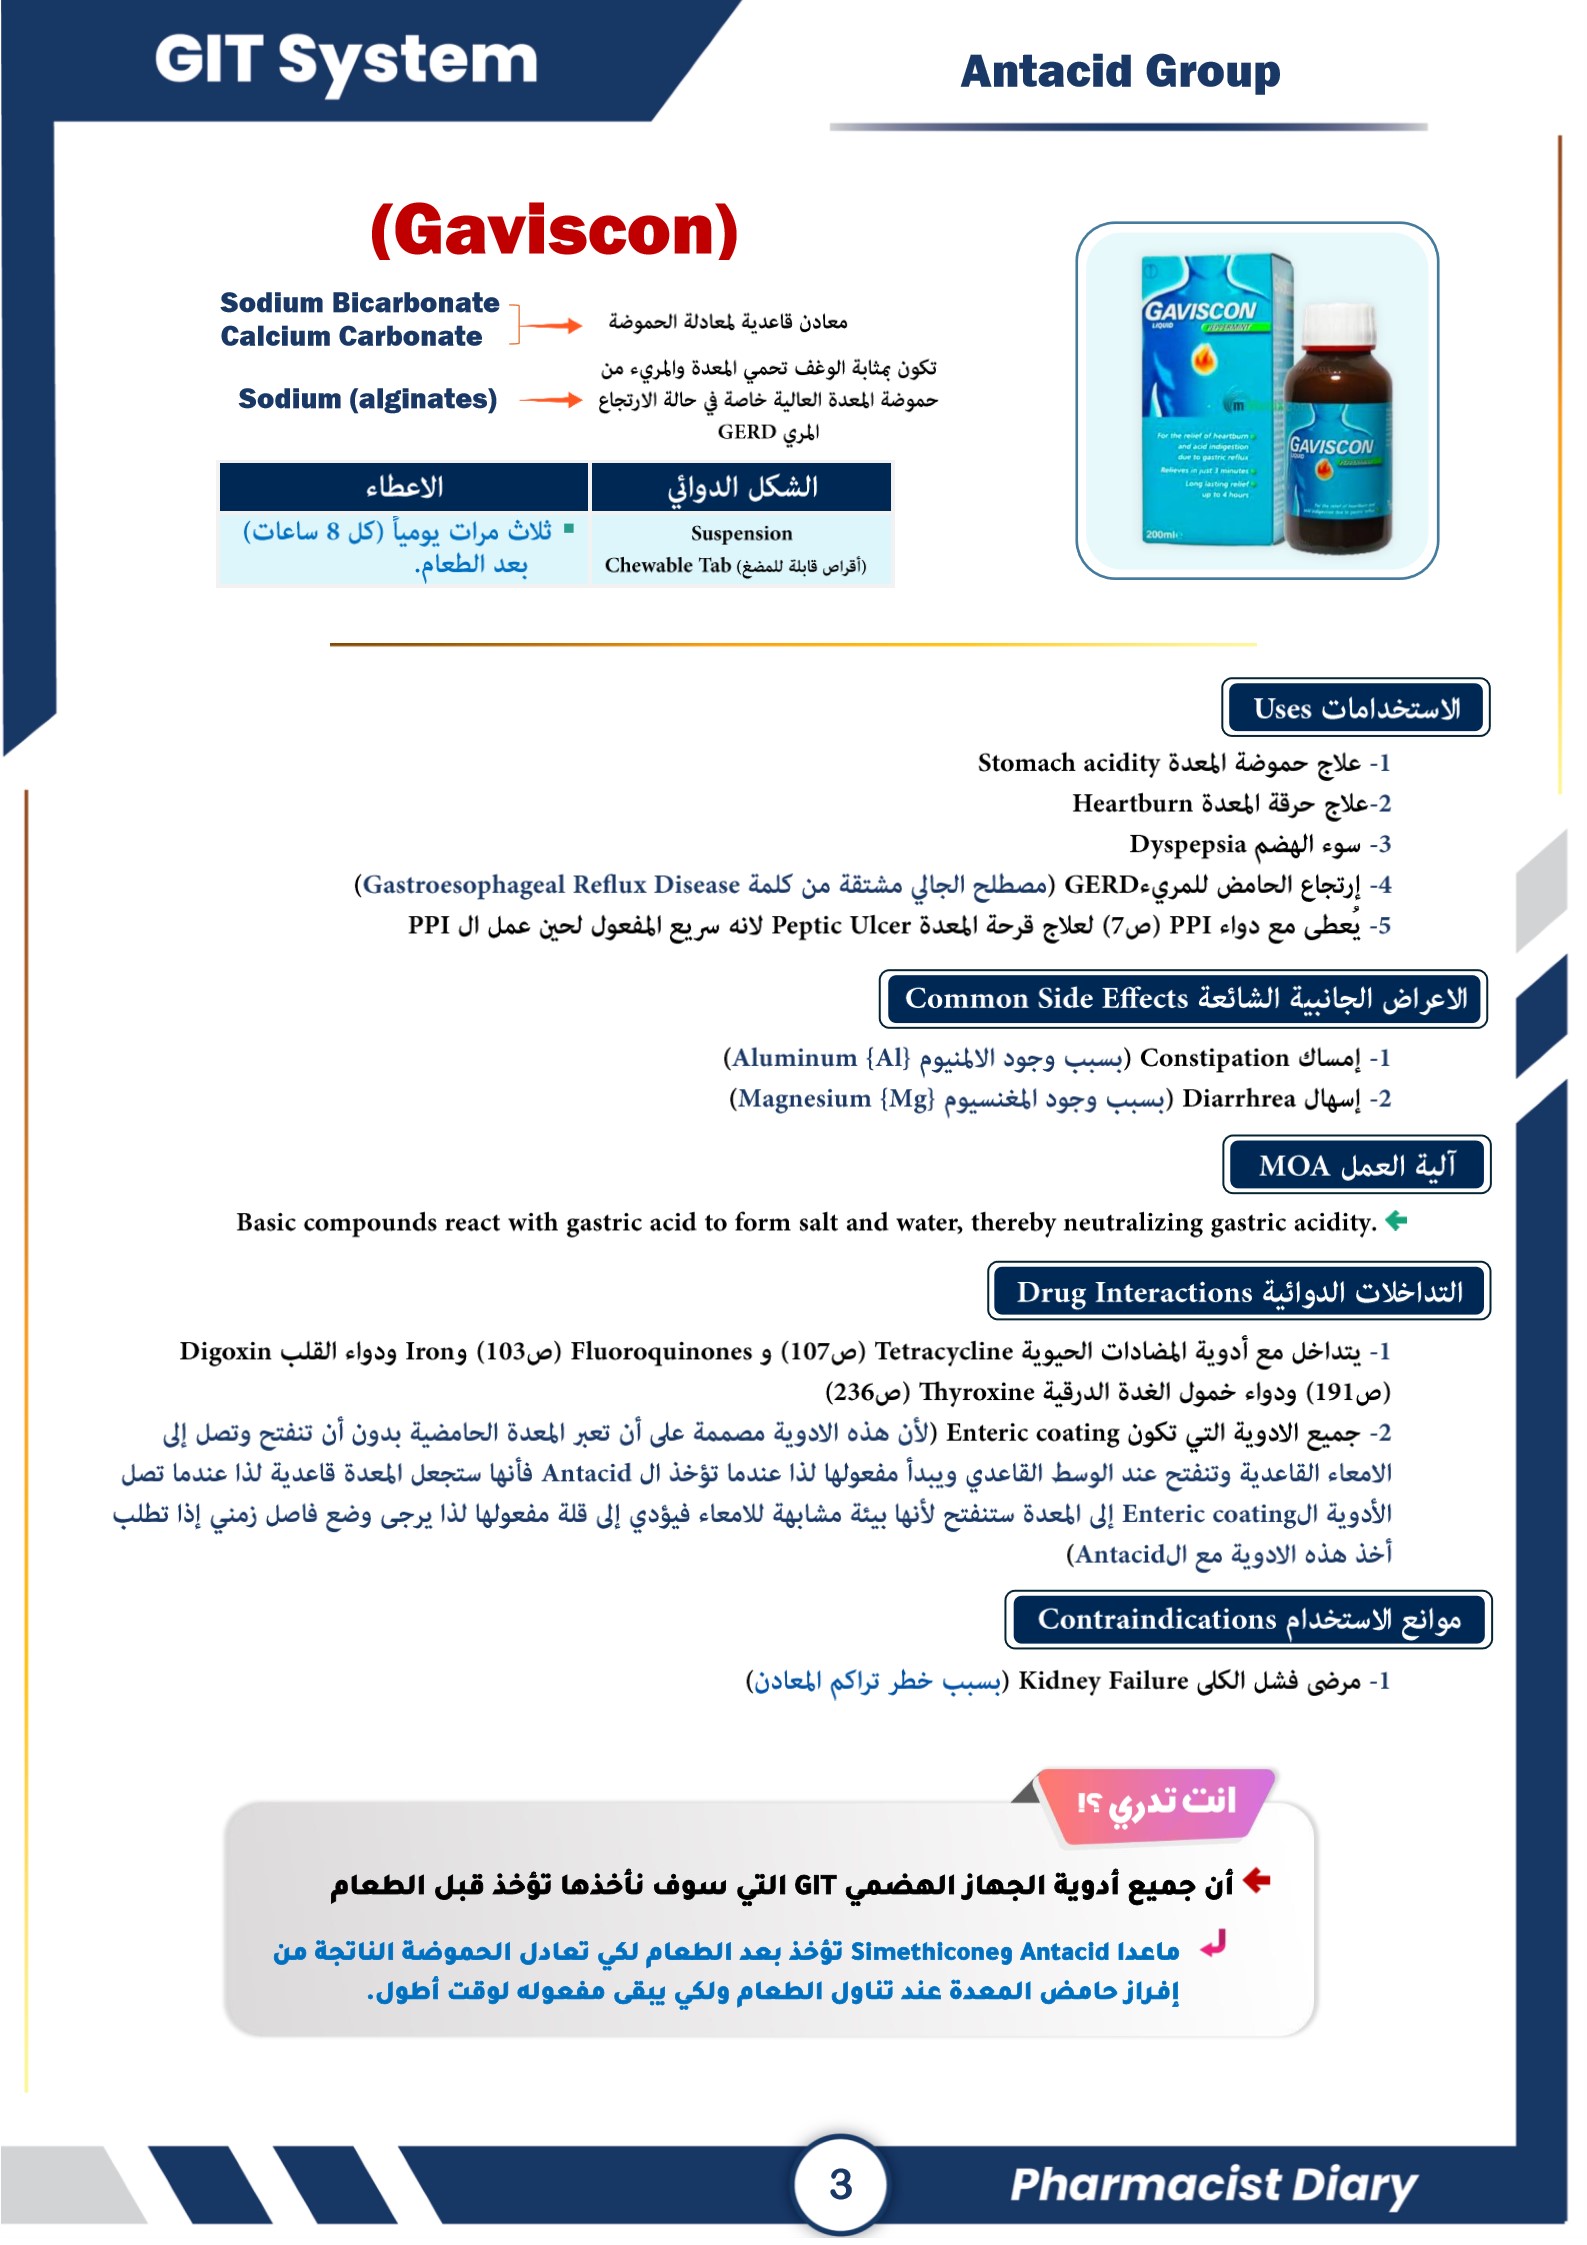 GIT System
Antacid Group
(Gaviscon)
Sodium Bicarbonate
Calcium Carbonate
معادن قاعدية لمعادلة الحموضة
Sodium (alginates)
تكون بمثابة الوغف تحمي المعدة والمريء من
حموضة المعدة العالية خاصة في حالة الارتجاع
المري GERD
الشكل الدوائي
الاعطاء
Suspension
Chewable Tab (أقراص قابلة للمضغ)
▪ ثلاث مرات يومياً (كل 8 ساعات)
بعد الطعام.
GAVISCON
LIQUID
PEPPERMINT
For the relief of heartburn
and acid indigestion
due to gastric reflux
Relieves in just 3 minutes
Long lasting relief
up to 4 hours
200ml e
GAVISCON
LIQUID
الاستخدامات Uses
1- علاج حموضة المعدة Stomach acidity
2-علاج حرقة المعدة Heartburn
3- سوء الهضم Dyspepsia
4- إرتجاع الحامض للمريءGERD (مصطلح الجالي مشتقة من كلمة Gastroesophageal Reflux Disease)
5- يُعطى مع دواء PPI (ص7) لعلاج قرحة المعدة Peptic Ulcer لانه سريع المفعول لحين عمل ال PPI
الاعراض الجانبية الشائعة Common Side Effects
1- إمساك Constipation (بسبب وجود الالمنيوم Aluminum {Al})
2- إسهال Diarrhrea (بسبب وجود المغنسيوم Magnesium {Mg})
آلية العمل MOA
Basic compounds react with gastric acid to form salt and water, thereby neutralizing gastric acidity.
التداخلات الدوائية Drug Interactions
1- يتداخل مع أدوية المضادات الحيوية Tetracycline (ص107) و Fluoroquinones (ص103) وIron ودواء القلب Digoxin
(ص191) ودواء خمول الغدة الدرقية Thyroxine (ص236)
2- جميع الادوية التي تكون Enteric coating (لأن هذه الادوية مصممة على أن تعبر المعدة الحامضية بدون أن تنفتح وتصل إلى
الامعاء القاعدية وتنفتح عند الوسط القاعدي ويبدأ مفعولها لذا عندما تؤخذ ال Antacid فأنها ستجعل المعدة قاعدية لذا عندما تصل
الأدوية الEnteric coating إلى المعدة ستنفتح لأنها بيئة مشابهة للامعاء فيؤدي إلى قلة مفعولها لذا يرجى وضع فاصل زمني إذا تطلب
أخذ هذه الادوية مع الAntacid)
موانع الاستخدام Contraindications
1- مرضى فشل الكلى Kidney Failure (بسبب خطر تراكم المعادن)
انت تدري ؟!
أن جميع أدوية الجهاز الهضمي GIT التي سوف نأخذها تؤخذ قبل الطعام
ماعدا Antacid وSimethicone تؤخذ بعد الطعام لكي تعادل الحموضة الناتجة من
إفراز حامض المعدة عند تناول الطعام ولكي يبقى مفعوله لوقت أطول.
3
Pharmacist Diary